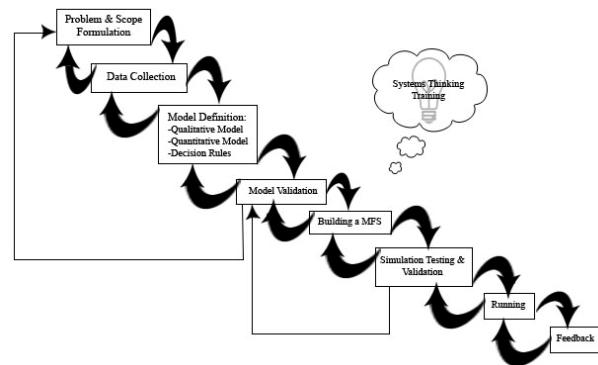 Problem & Scope
Formulation
Data Collection
Systems Thinking
Training
Model Definition:
-Qualitative Model
-Quantitative Model
-Decision Rules
Model Validation
Building a MFS
Simulation Testing &
Validation
Running
Feedback